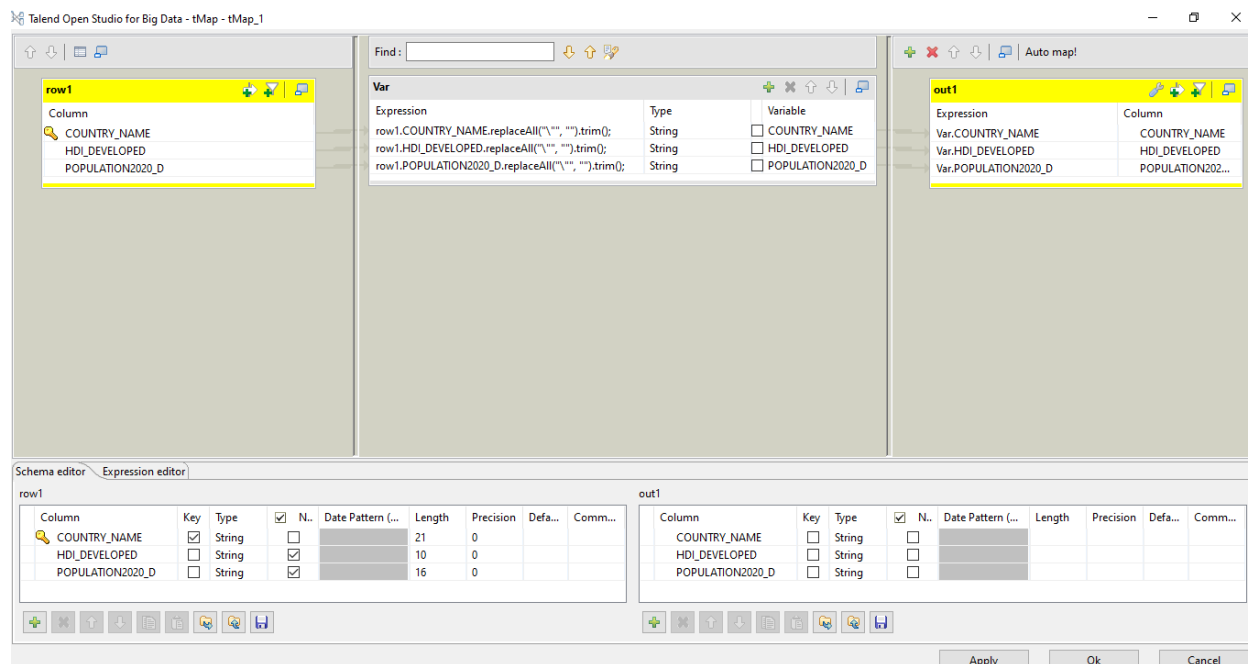 Talend Open Studio for Big Data - tMap - tMap_1
Find :
Auto map!
row1
Column
COUNTRY_NAME
HDI_DEVELOPED
POPULATION2020_D
Var
Expression Type Variable
row1.COUNTRY_NAME.replaceAll("\"", "").trim(); String COUNTRY_NAME
row1.HDI_DEVELOPED.replaceAll("\"", "").trim(); String HDI_DEVELOPED
row1.POPULATION2020_D.replaceAll("\"", "").trim(); String POPULATION2020_D
out1
Expression Column
Var.COUNTRY_NAME COUNTRY_NAME
Var.HDI_DEVELOPED HDI_DEVELOPED
Var.POPULATION2020_D POPULATION202...
Schema editor Expression editor
row1
Column Key Type N.. Date Pattern (... Length Precision Defa... Comm...
COUNTRY_NAME String 21 0
HDI_DEVELOPED String 10 0
POPULATION2020_D String 16 0
out1
Column Key Type N.. Date Pattern (... Length Precision Defa... Comm...
COUNTRY_NAME String
HDI_DEVELOPED String
POPULATION2020_D String
Apply Ok Cancel